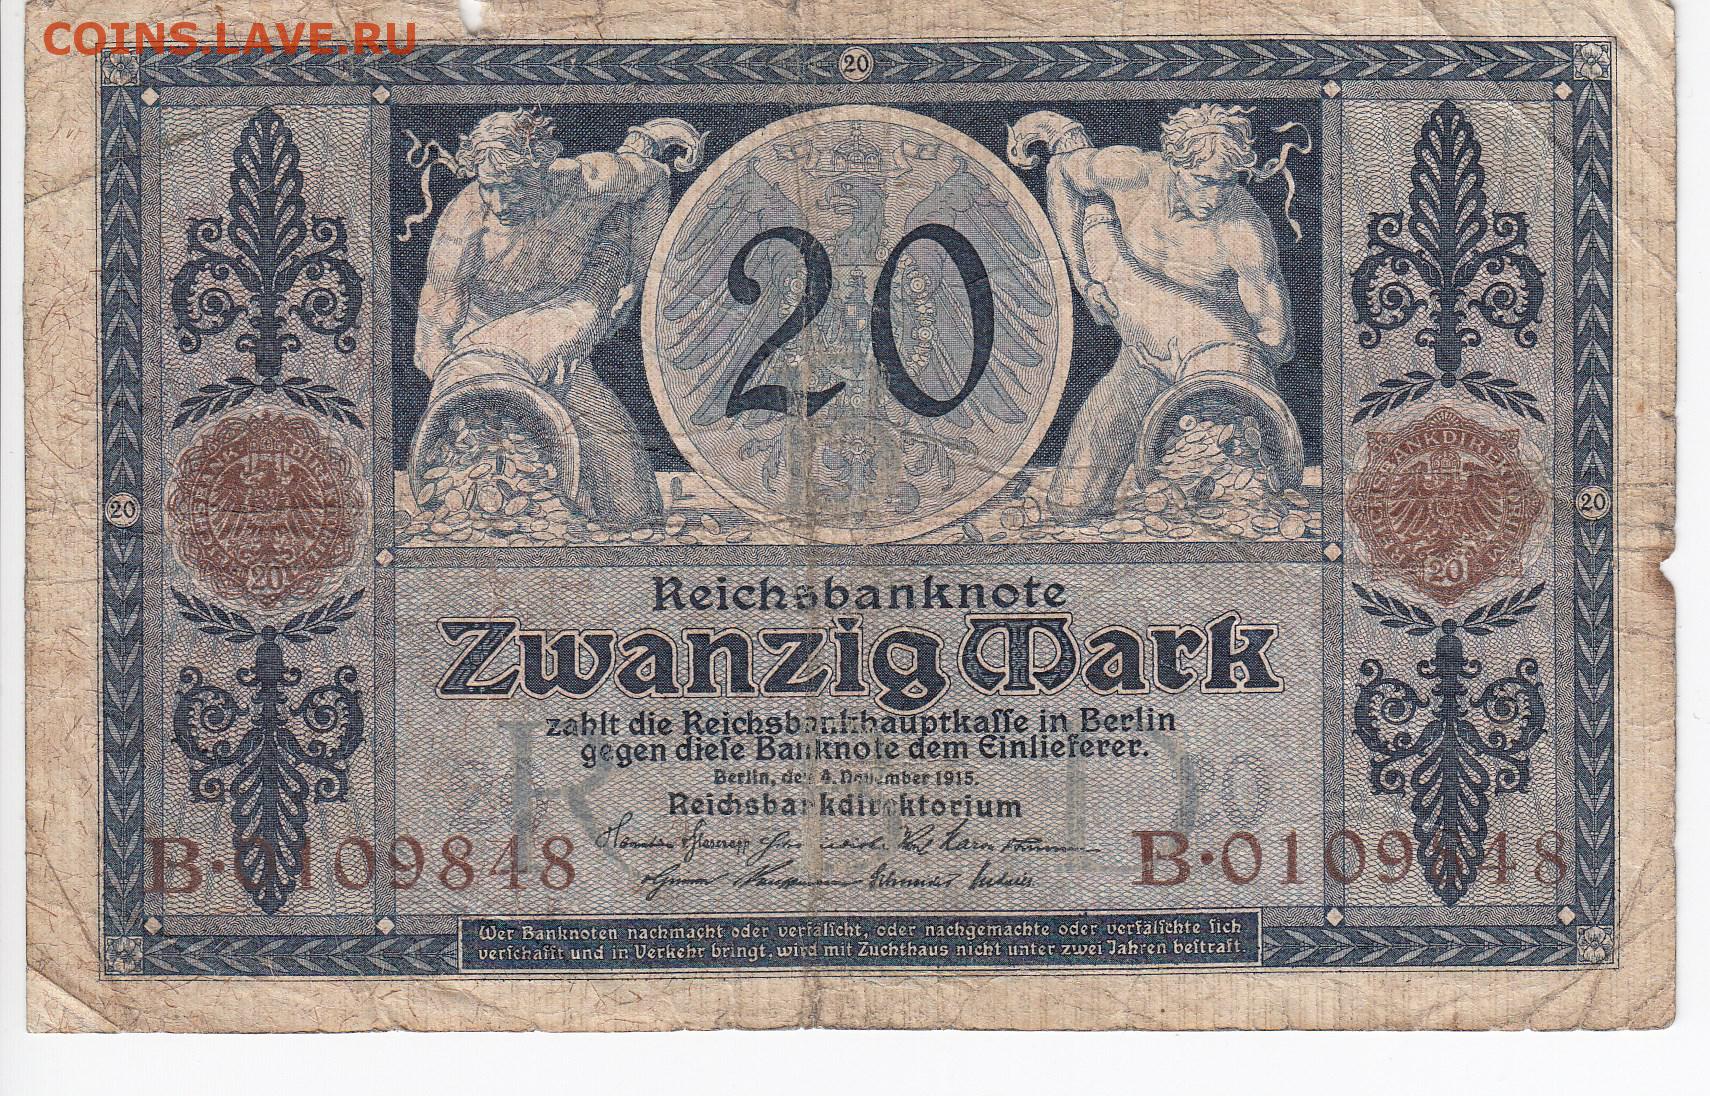 COINS.LAVE.RU
20
20
20 20
Reichsbanknote
Zwanzig Mark
zahlt die Reichsbankhauptkaſſe in Berlin
gegen dieſe Banknote dem Einlieferer.
Berlin, den 4. November 1915.
Reichsbankdirektorium
20 20
R B D 20
B·0109848 B·0109848
Wer Banknoten nachmacht oder verfälſcht, oder nachgemachte oder verfälſchte ſich
verſchafft und in Verkehr bringt, wird mit Zuchthaus nicht unter zwei Jahren beſtraft.